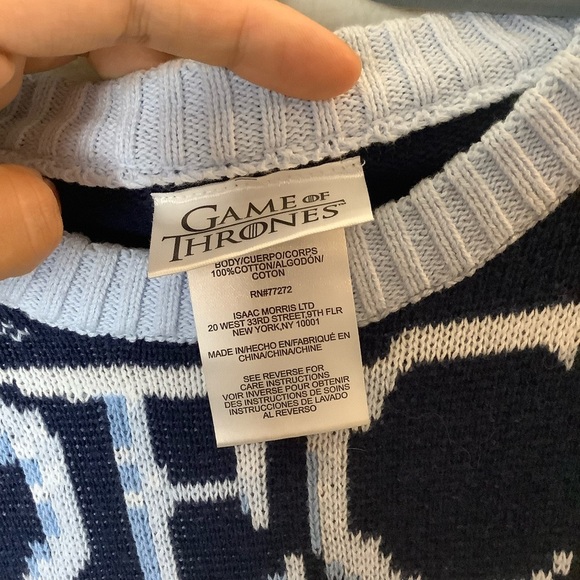 GAME OF
THRONES™
BODY/CUERPO/CORPS
100%COTTON/ALGODÓN/
COTON
RN#77272
ISAAC MORRIS LTD
20 WEST 33RD STREET,9TH FLR
NEW YORK,NY 10001
MADE IN/HECHO EN/FABRIQUÉ EN
CHINA/CHINA/CHINE
SEE REVERSE FOR
CARE INSTRUCTIONS
VOIR INVERSE POUR OBTENIR
DES INSTRUCTIONS DE SOINS
INSTRUCCIONES DE LAVADO
AL REVERSO